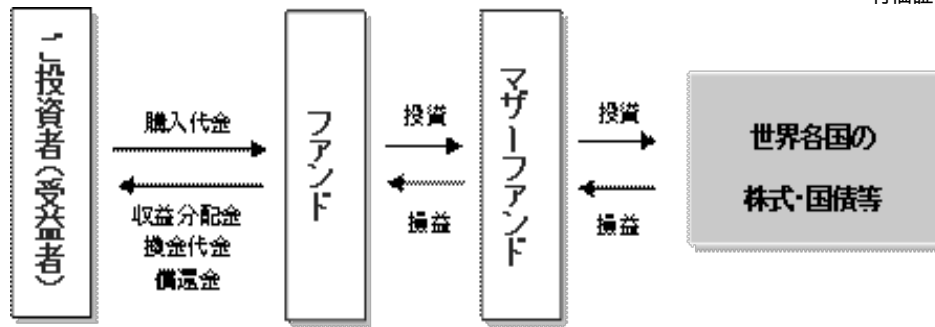 ご投資者(受益者)
購入代金
収益分配金
換金代金
償還金
ファンド
投資
損益
マザーファンド
投資
損益
世界各国の
株式・国債等